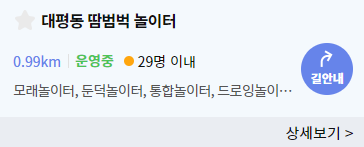 대평동 땀범벅 놀이터
0.99km | 운영중 29명 이내
길안내
모래놀이터, 둔덕놀이터, 통합놀이터, 드로잉놀이…
상세보기 >